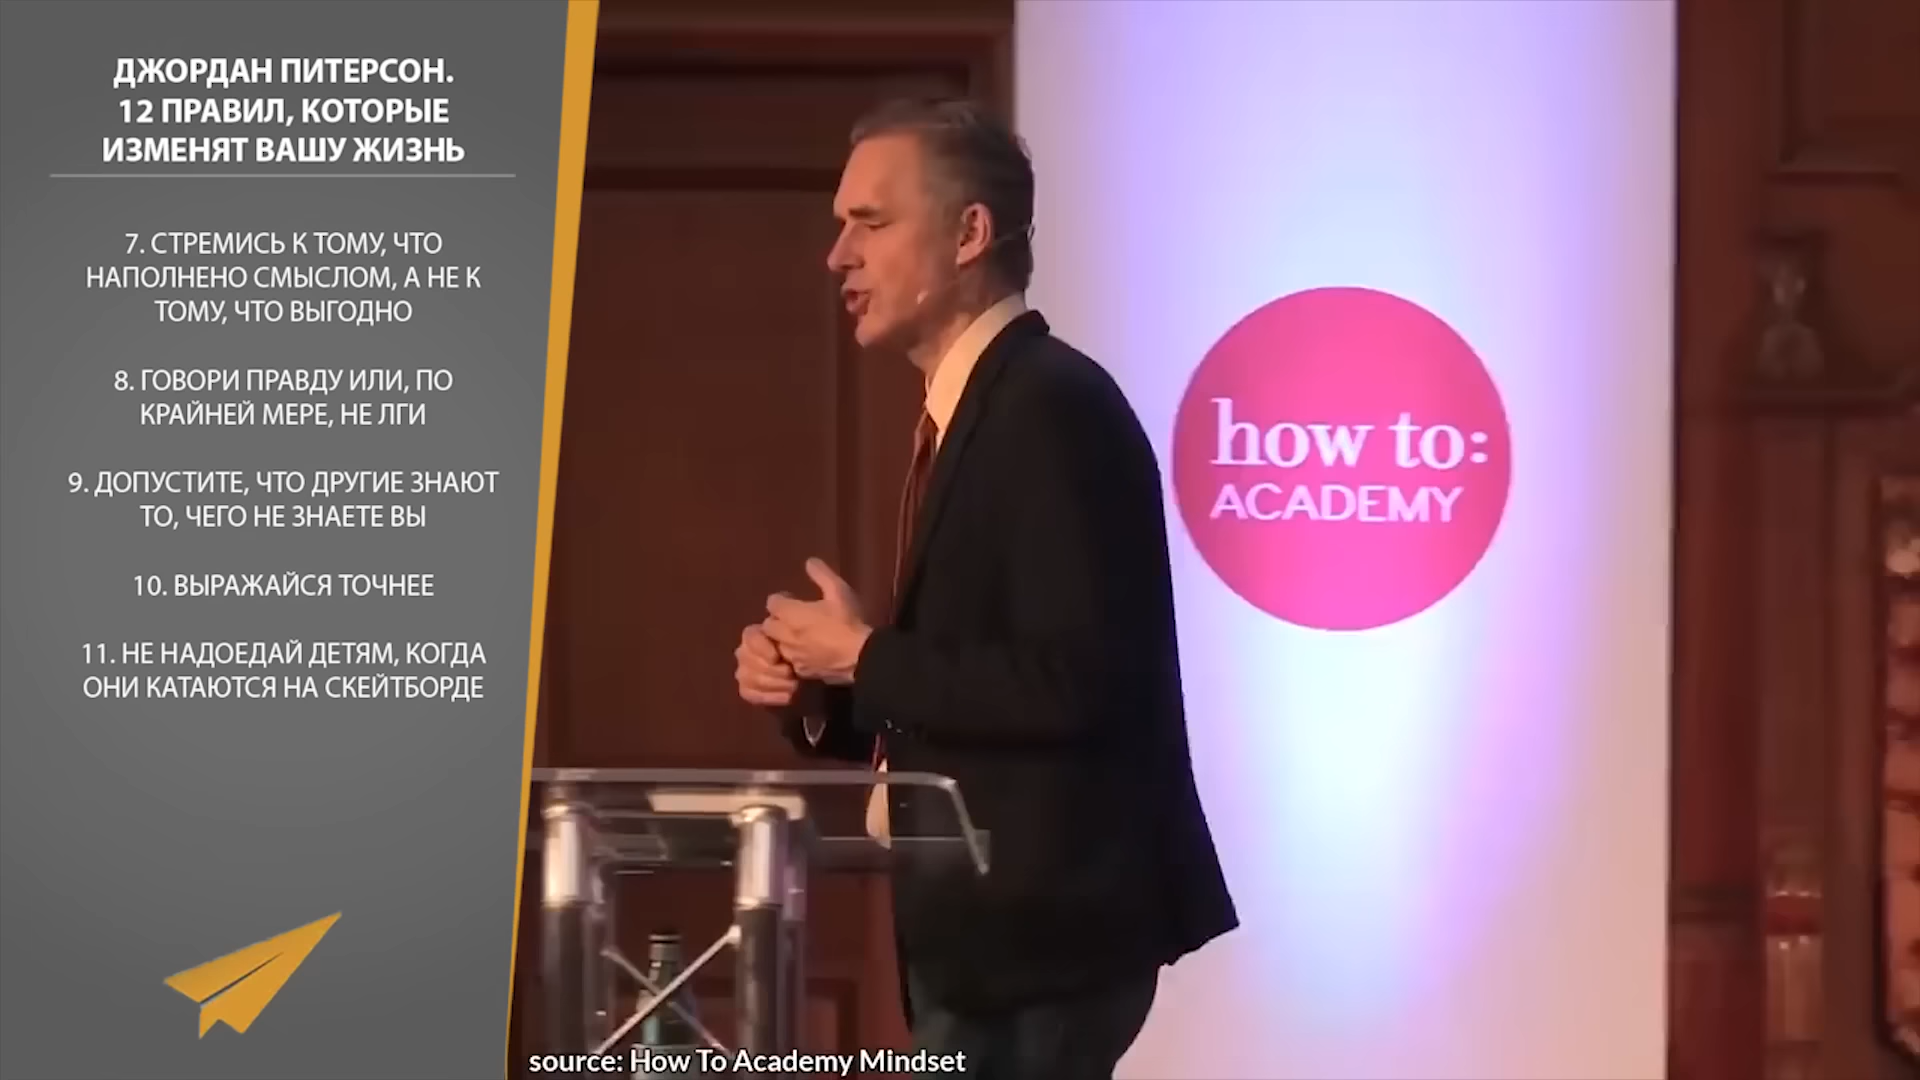 ДЖОРДАН ПИТЕРСОН.
12 ПРАВИЛ, КОТОРЫЕ
ИЗМЕНЯТ ВАШУ ЖИЗНЬ
7. СТРЕМИСЬ К ТОМУ, ЧТО
НАПОЛНЕНО СМЫСЛОМ, А НЕ К
ТОМУ, ЧТО ВЫГОДНО
8. ГОВОРИ ПРАВДУ ИЛИ, ПО
КРАЙНЕЙ МЕРЕ, НЕ ЛГИ
9. ДОПУСТИТЕ, ЧТО ДРУГИЕ ЗНАЮТ
ТО, ЧЕГО НЕ ЗНАЕТЕ ВЫ
10. ВЫРАЖАЙСЯ ТОЧНЕЕ
11. НЕ НАДОЕДАЙ ДЕТЯМ, КОГДА
ОНИ КАТАЮТСЯ НА СКЕЙТБОРДЕ
how to:
ACADEMY
source: How To Academy Mindset